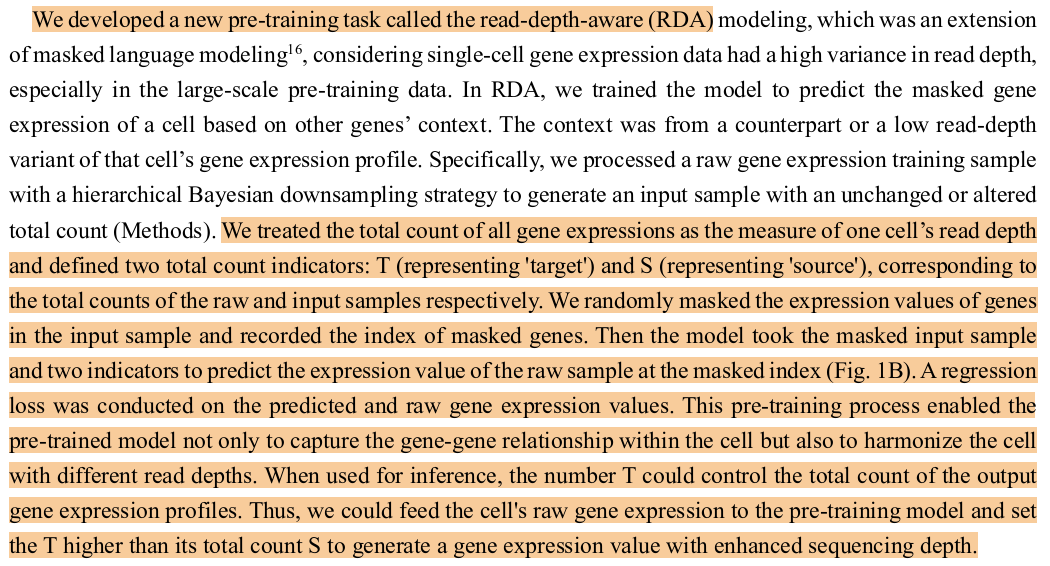 We developed a new pre-training task called the read-depth-aware (RDA) modeling, which was an extension
of masked language modeling16, considering single-cell gene expression data had a high variance in read depth,
especially in the large-scale pre-training data. In RDA, we trained the model to predict the masked gene
expression of a cell based on other genes’ context. The context was from a counterpart or a low read-depth
variant of that cell’s gene expression profile. Specifically, we processed a raw gene expression training sample
with a hierarchical Bayesian downsampling strategy to generate an input sample with an unchanged or altered
total count (Methods). We treated the total count of all gene expressions as the measure of one cell’s read depth
and defined two total count indicators: T (representing 'target') and S (representing 'source'), corresponding to
the total counts of the raw and input samples respectively. We randomly masked the expression values of genes
in the input sample and recorded the index of masked genes. Then the model took the masked input sample
and two indicators to predict the expression value of the raw sample at the masked index (Fig. 1B). A regression
loss was conducted on the predicted and raw gene expression values. This pre-training process enabled the
pre-trained model not only to capture the gene-gene relationship within the cell but also to harmonize the cell
with different read depths. When used for inference, the number T could control the total count of the output
gene expression profiles. Thus, we could feed the cell's raw gene expression to the pre-training model and set
the T higher than its total count S to generate a gene expression value with enhanced sequencing depth.